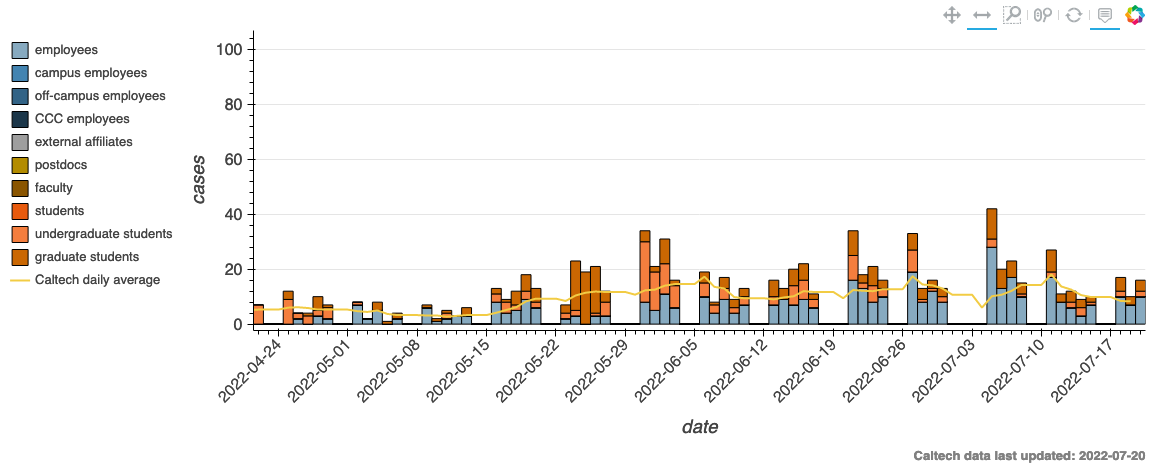 employees
campus employees
off-campus employees
CCC employees
external affiliates
postdocs
faculty
students
undergraduate students
graduate students
Caltech daily average
cases
100
80
60
40
20
0
2022-04-24
2022-05-01
2022-05-08
2022-05-15
2022-05-22
2022-05-29
2022-06-05
2022-06-12
2022-06-19
2022-06-26
2022-07-03
2022-07-10
2022-07-17
date
Caltech data last updated: 2022-07-20